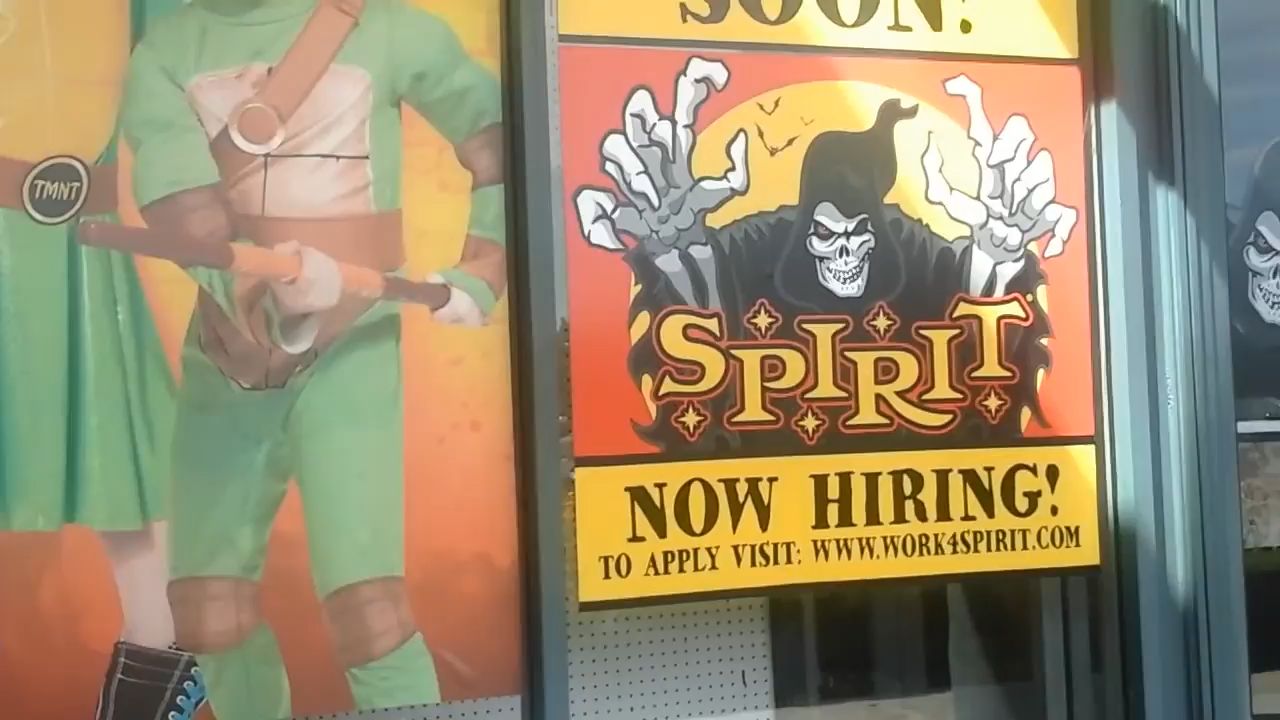 SOON!
TMNT
SPIRIT
NOW HIRING!
TO APPLY VISIT: WWW.WORK4SPIRIT.COM